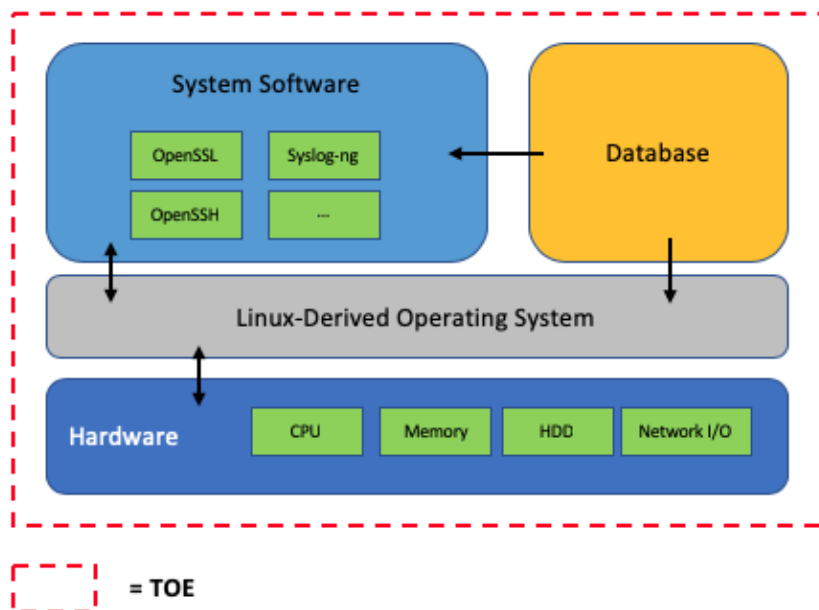 System Software
OpenSSL
Syslog-ng
OpenSSH
...
Database
Linux-Derived Operating System
Hardware
CPU
Memory
HDD
Network I/O
= TOE